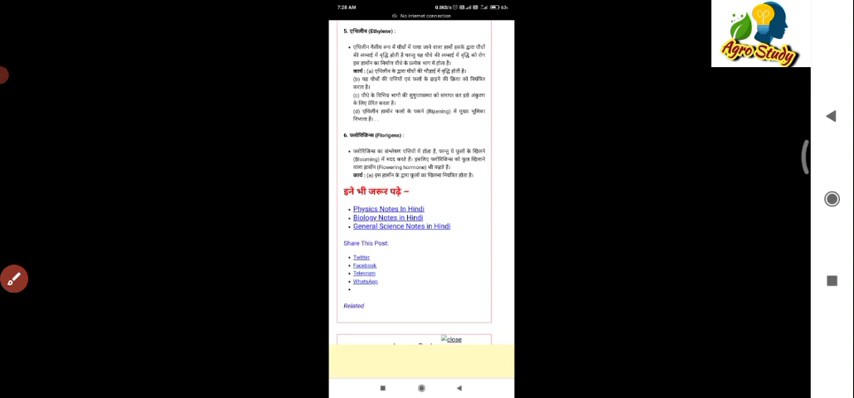 7:28 AM
0.0KB/s
No internet connection
5. एथिलीन (Ethylene) :
• एथिलीन गैसीय रूप में पौधों में पाया जाने वाला हार्मो इसके द्वारा पौधों
की लम्बाई में वृद्धि होती है परन्तु यह पौधे की लम्बाई में वृद्धि को रोग
इस हार्मोन का निर्माण पौधे के प्रत्येक भाग में होता है।
कार्य : (a) एथिलीन के द्वारा पौधों की मौटाई में वृद्धि होती है।
(b) यह पौधों की पत्तियों एवं फलों के झड़ने की क्रिया को नियंत्रित
करता है।
(c) पौधे के विभिन्न भागों की सुषुप्तावस्था को समाप्त कर इसे अंकुरण
के लिए प्रेरित करता है।
(d) एथिलीन हार्मोन फलों के पकने (Ripening) में मुख्य भूमिका
निभाता है। . .
6. फ्लोरिजिन्स (Florigene) :
• फ्लोरिजिन्स का संश्लेषण पत्तियों में होता है, परन्तु ये फूलों के खिलने
(Blooming) में मदद करते हैं। इसलिए फ्लोरिजिन्स को फूल खिलाने
वाला हार्मोन (Flowering hormone) भी कहते हैं।
कार्य : (a) इस हार्मोन के द्वारा फूलों का खिलना नियंत्रित होता है।
इने भी जरूर पढ़े –
• Physics Notes In Hindi
• Biology Notes in Hindi
• General Science Notes in Hindi
Share This Post:
• Twitter
• Facebook
• Telegram
• WhatsApp
Related
close
Agro Study